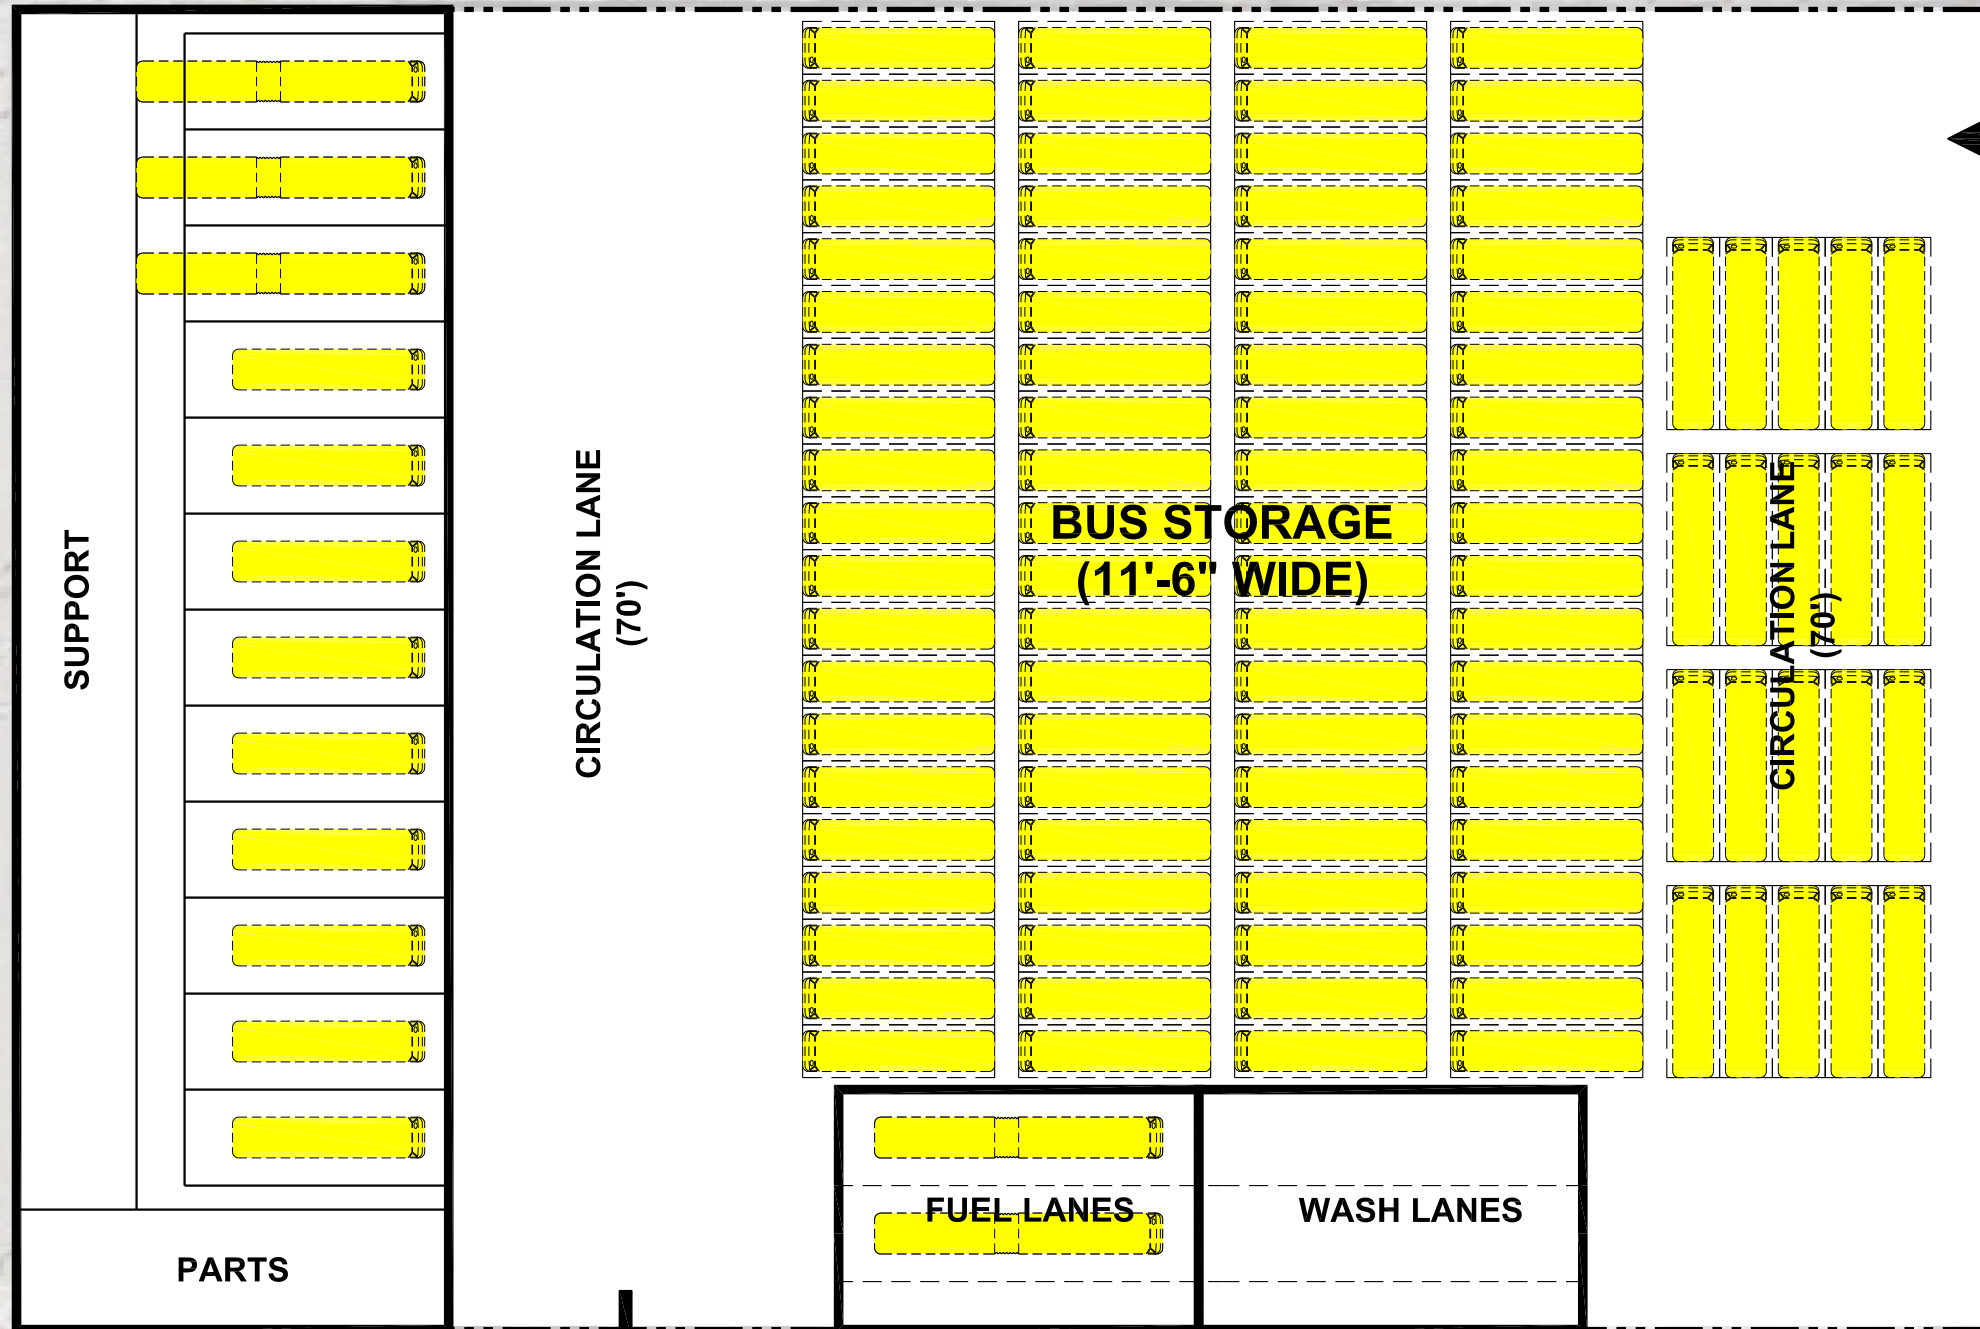 SUPPORT
PARTS
CIRCULATION LANE
(70')
BUS STORAGE
(11'-6" WIDE)
CIRCULATION LANE
(70')
FUEL LANES
WASH LANES